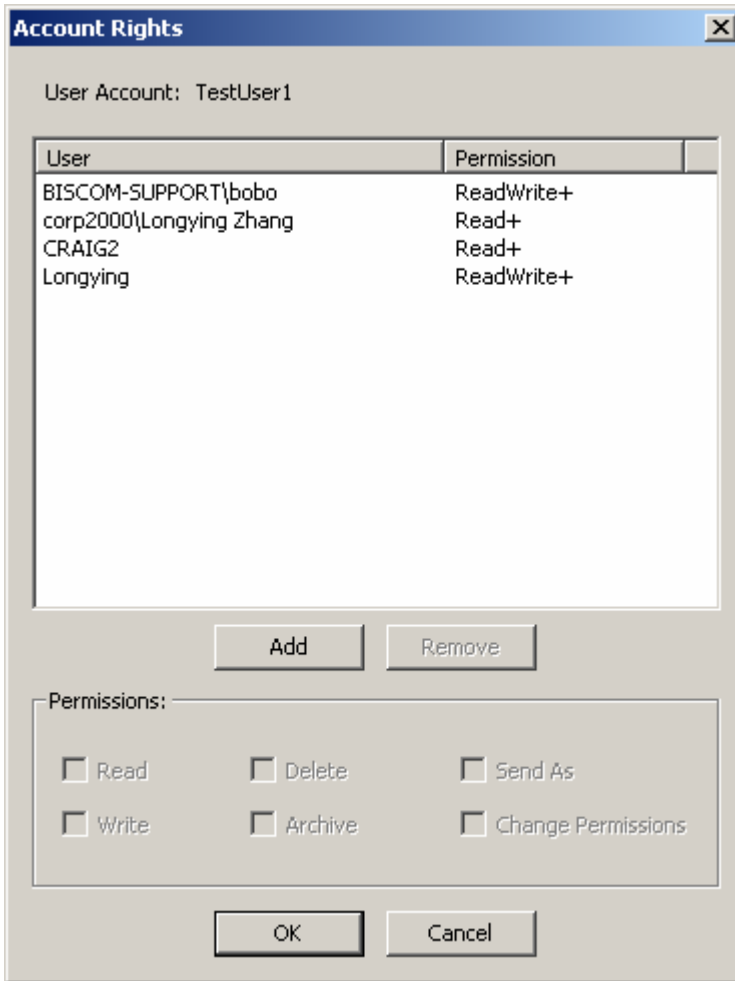 Account Rights
User Account: TestUser1
User Permission
BISCOM-SUPPORT\bobo ReadWrite+
corp2000\Longying Zhang Read+
CRAIG2 Read+
Longying ReadWrite+
Add Remove
Permissions:
Read Delete Send As
Write Archive Change Permissions
OK Cancel